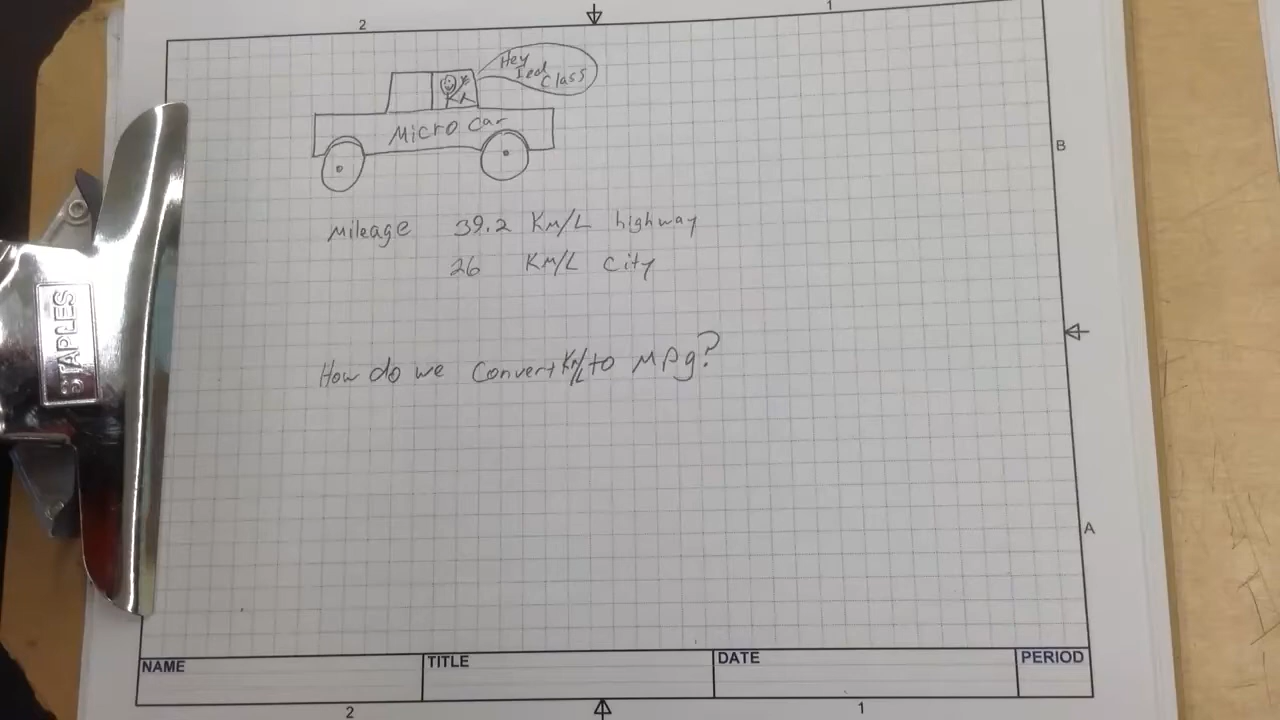 2 1
Hey
Ied
Class
Micro Car
B
Mileage 39.2 Km/L highway
26 Km/L City
STAPLES
How do we Convert Km/L to Mpg?
A
NAME TITLE DATE PERIOD
2 1